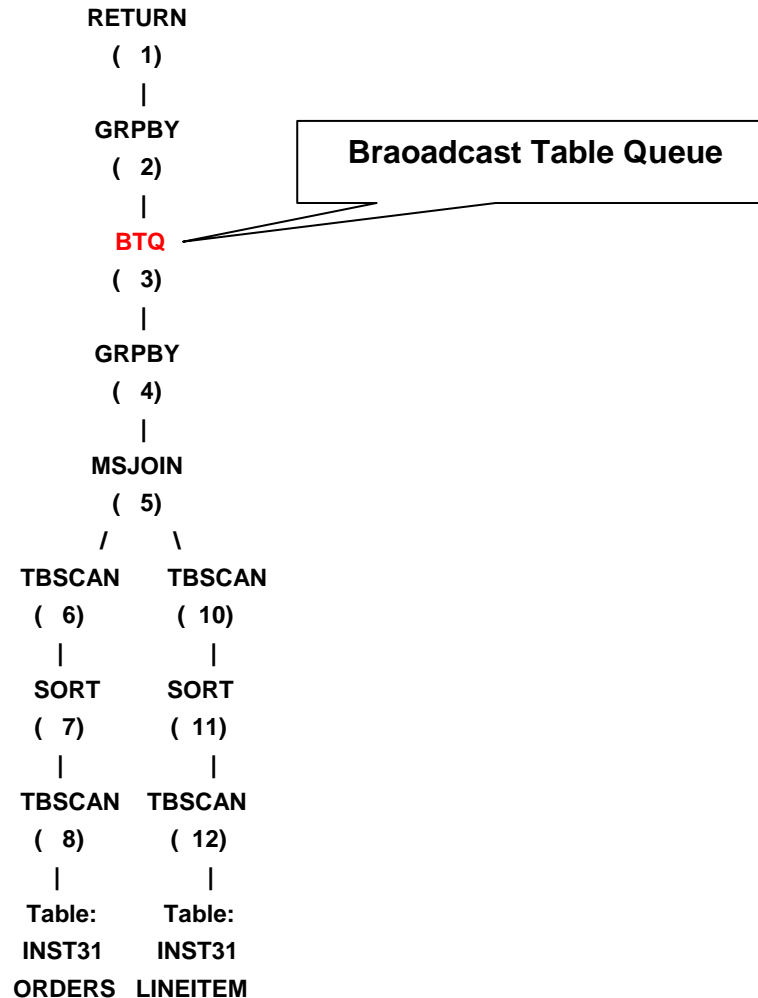 RETURN
( 1)
|
GRPBY
( 2)
|
BTQ
( 3)
|
GRPBY
( 4)
|
MSJOIN
( 5)
/ \
TBSCAN TBSCAN
( 6) ( 10)
| |
SORT SORT
( 7) ( 11)
| |
TBSCAN TBSCAN
( 8) ( 12)
| |
Table: Table:
INST31 INST31
ORDERS LINEITEM
Braoadcast Table Queue